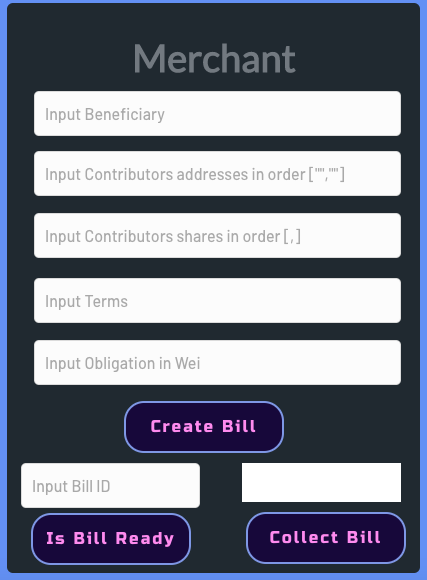 Merchant
Input Beneficiary
Input Contributors addresses in order ["",""]
Input Contributors shares in order [,]
Input Terms
Input Obligation in Wei
Create Bill
Input Bill ID
Is Bill Ready
Collect Bill